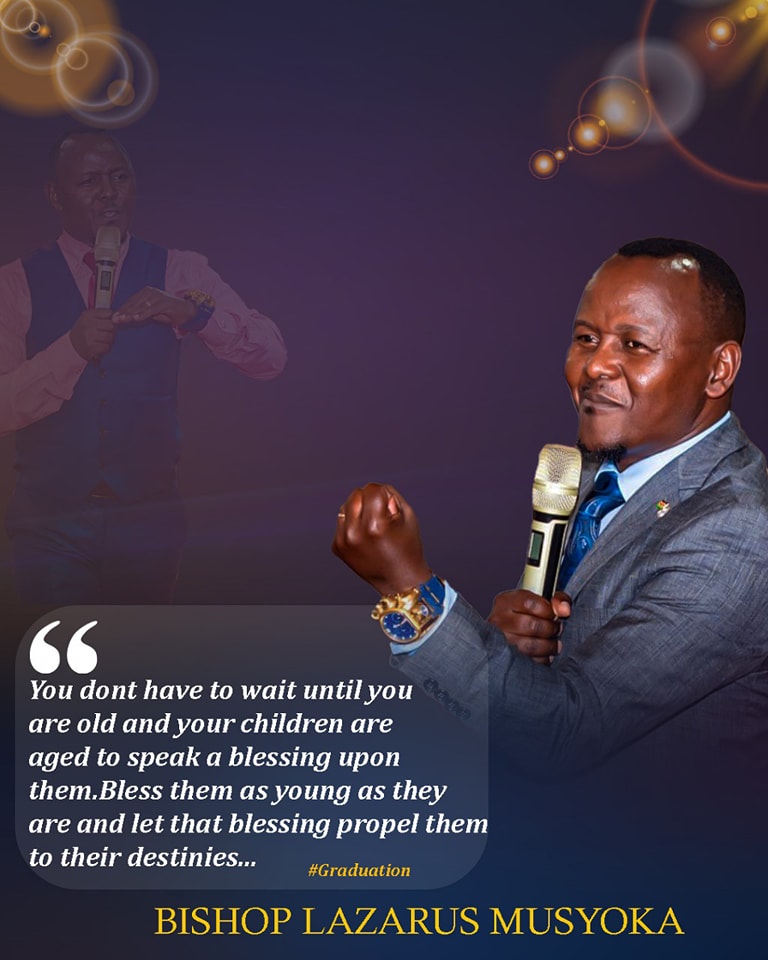 You dont have to wait until you
are old and your children are
aged to speak a blessing upon
them.Bless them as young as they
are and let that blessing propel them
to their destinies...
#Graduation
BISHOP LAZARUS MUSYOKA